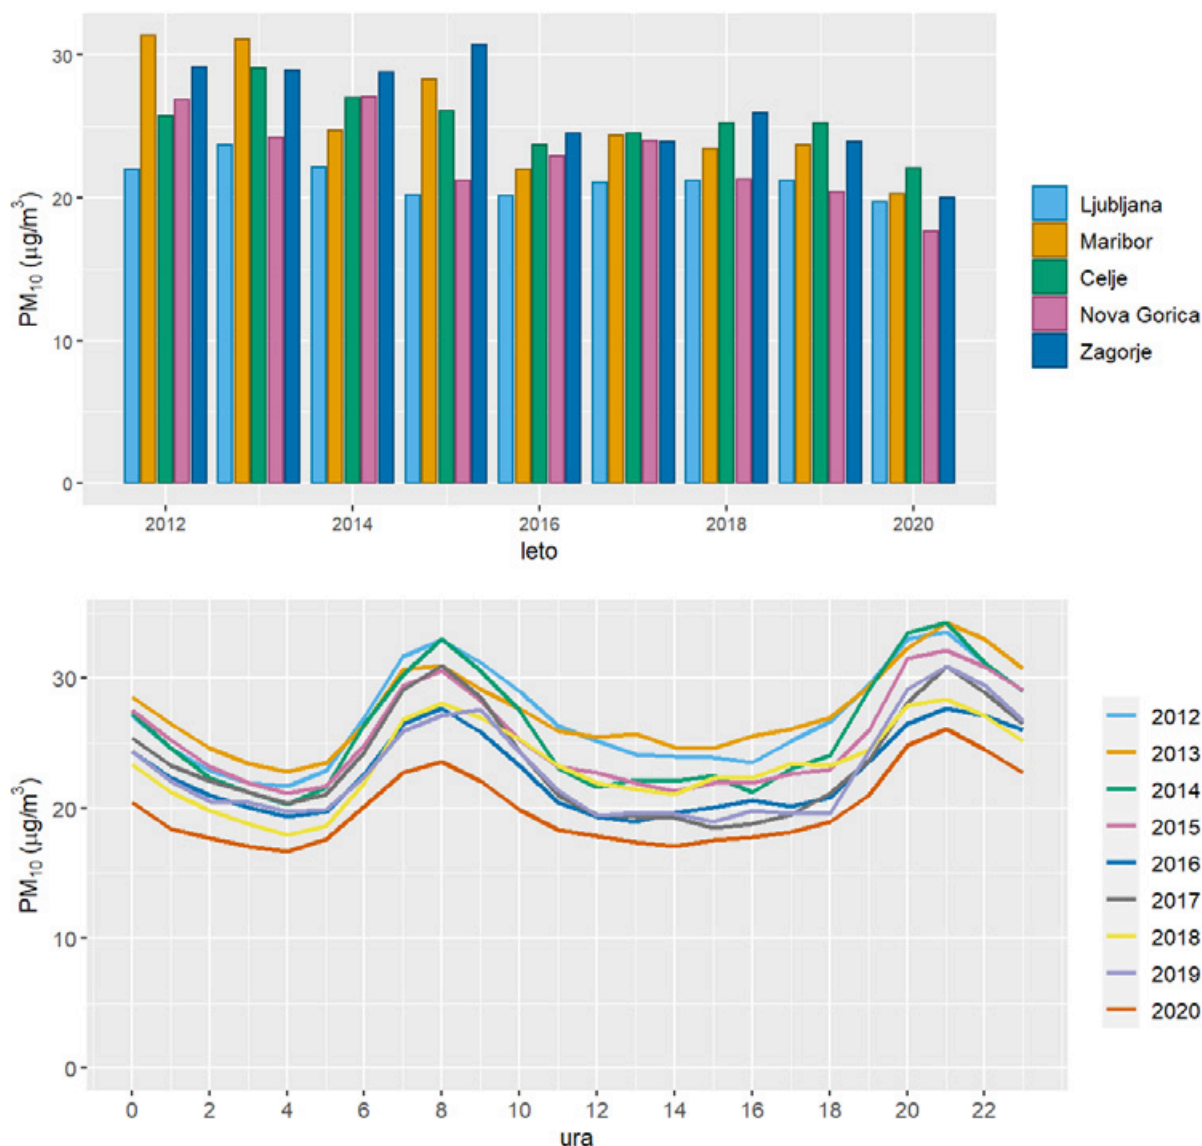 30
20
10
0
PM₁₀ (µg/m³)
2012
2014
2016
2018
2020
leto
Ljubljana
Maribor
Celje
Nova Gorica
Zagorje
30
20
10
0
PM₁₀ (µg/m³)
0 2 4 6 8 10 12 14 16 18 20 22
ura
2012
2013
2014
2015
2016
2017
2018
2019
2020